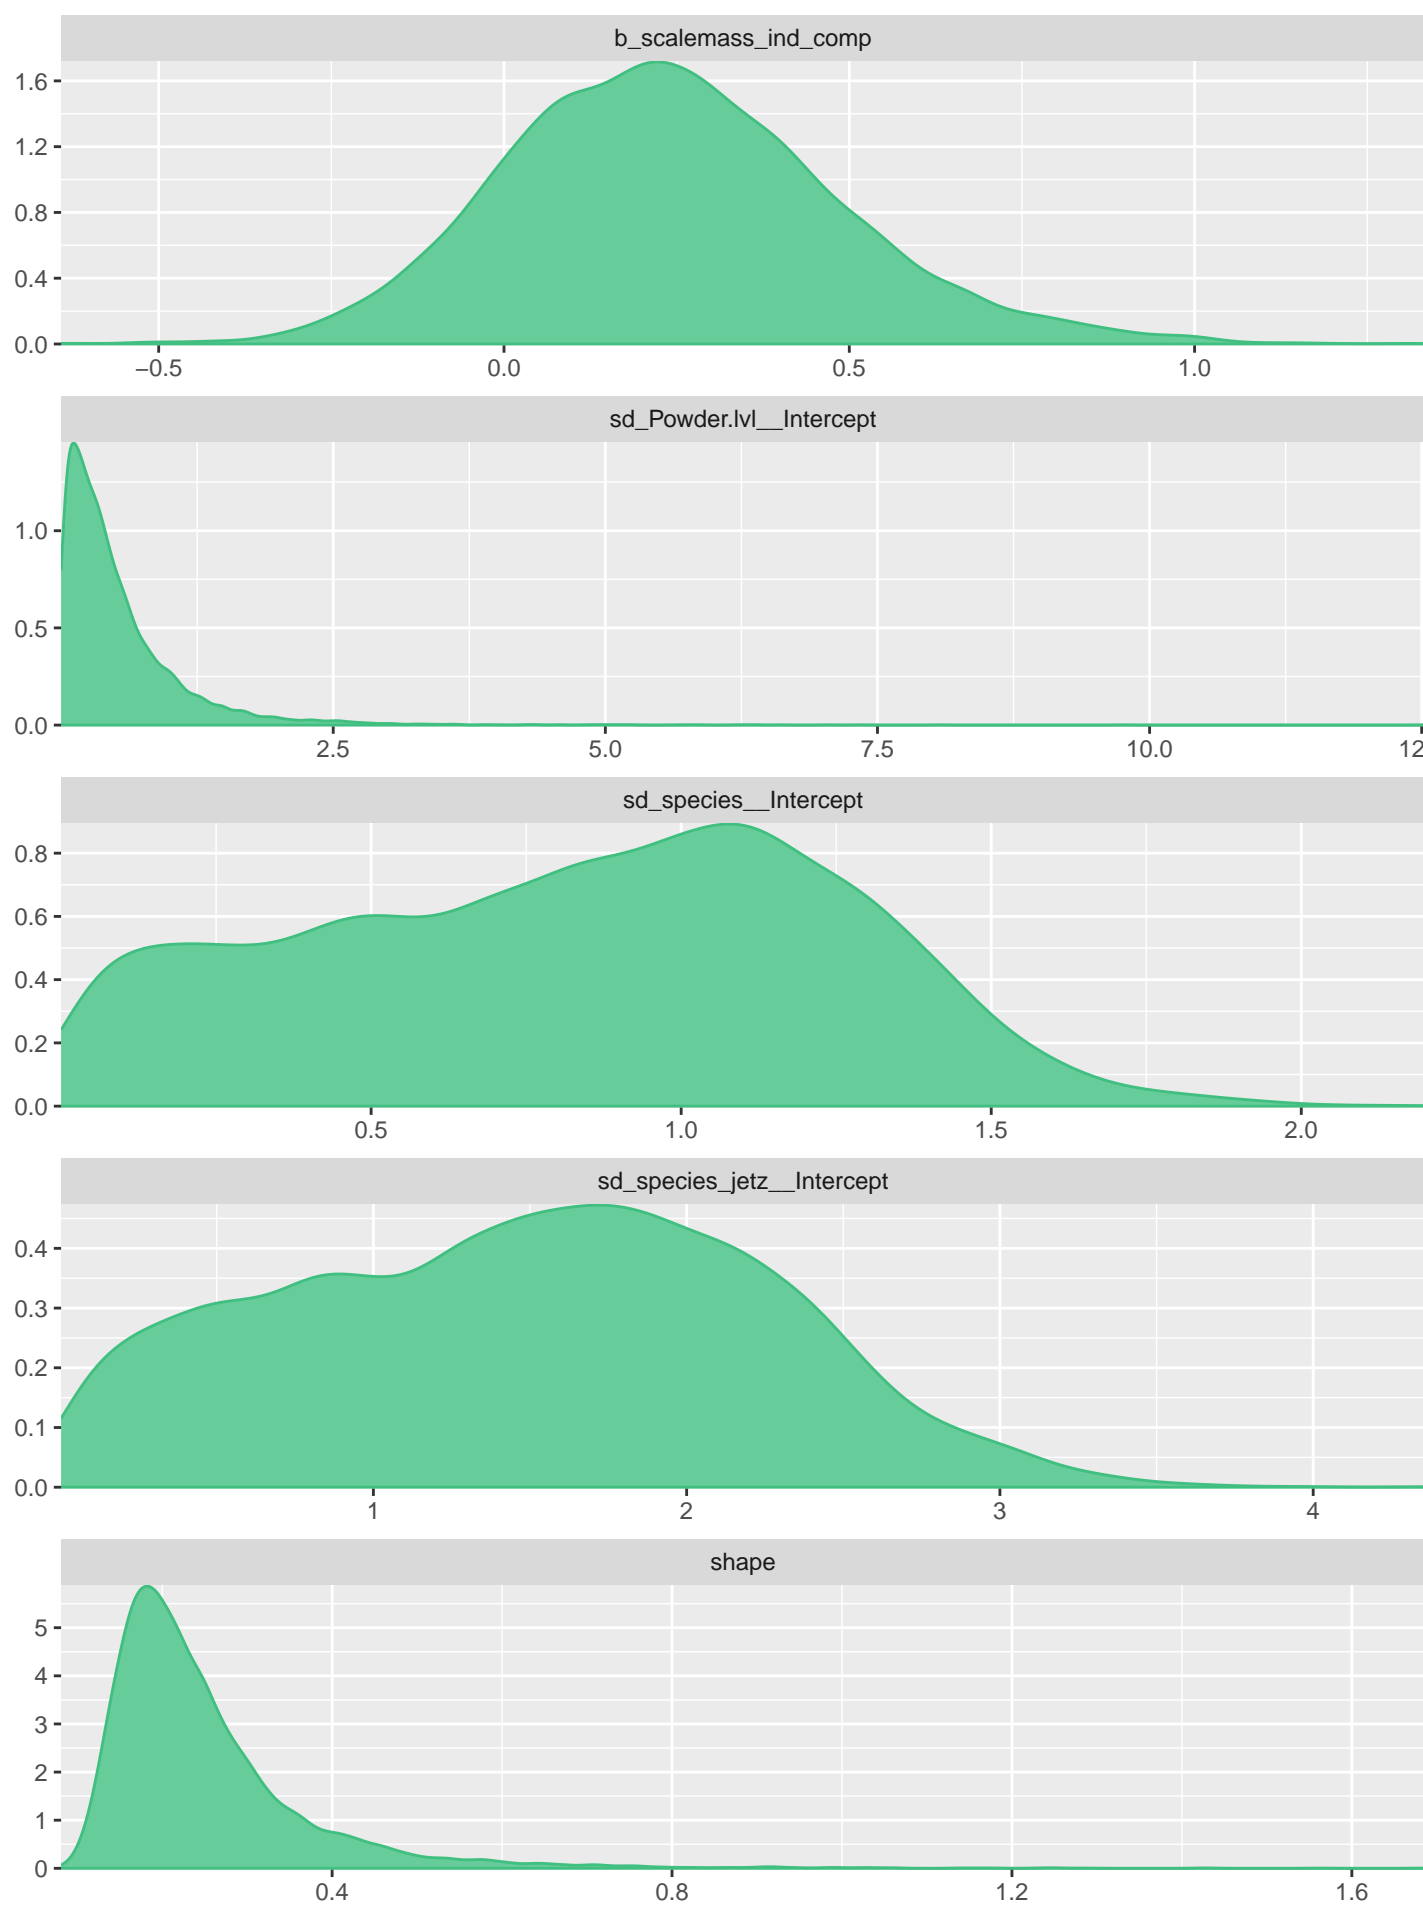 b_scalemass_ind_comp
1.6
1.2
0.8
0.4
0.0
−0.5 0.0 0.5 1.0
sd_Powder.lvl__Intercept
1.0
0.5
0.0
2.5 5.0 7.5 10.0 12
sd_species__Intercept
0.8
0.6
0.4
0.2
0.0
0.5 1.0 1.5 2.0
sd_species_jetz__Intercept
0.4
0.3
0.2
0.1
0.0
1 2 3 4
shape
5
4
3
2
1
0
0.4 0.8 1.2 1.6